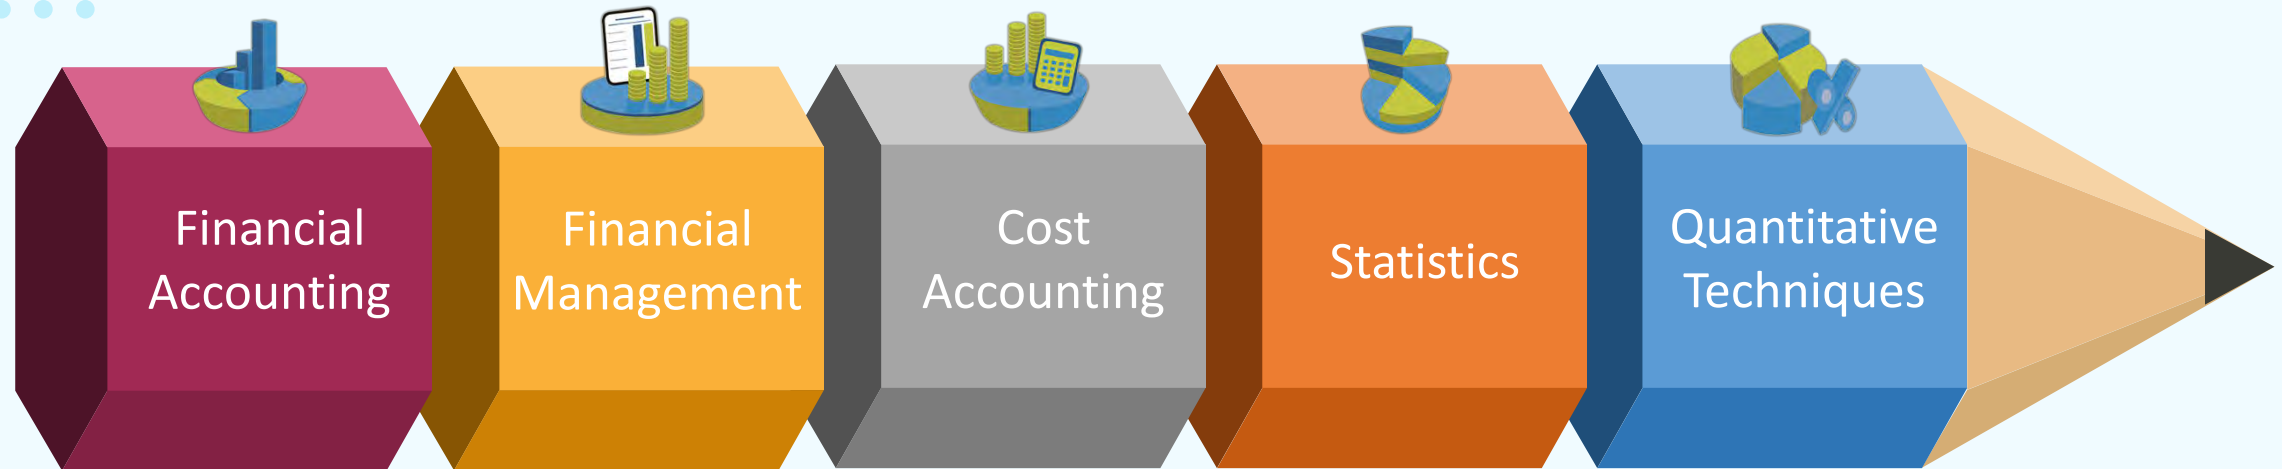 Financial
Accounting
Financial
Management
Cost
Accounting
Statistics
Quantitative
Techniques